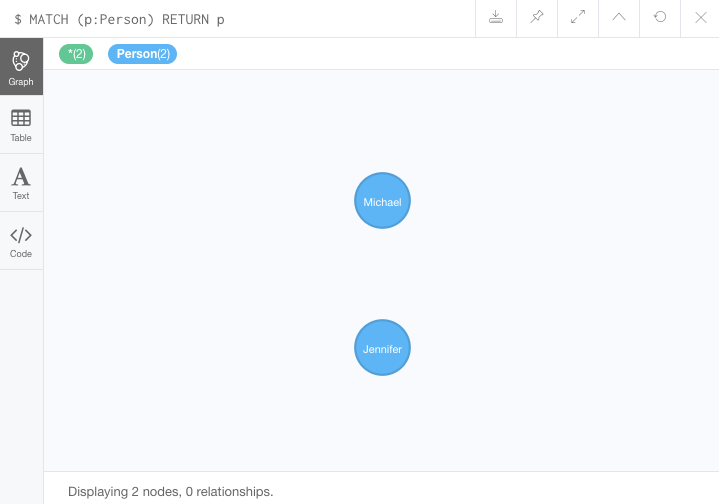 $ MATCH (p:Person) RETURN p
*(2) Person(2)
Graph
Table
A
Text
</>
Code
Michael
Jennifer
Displaying 2 nodes, 0 relationships.